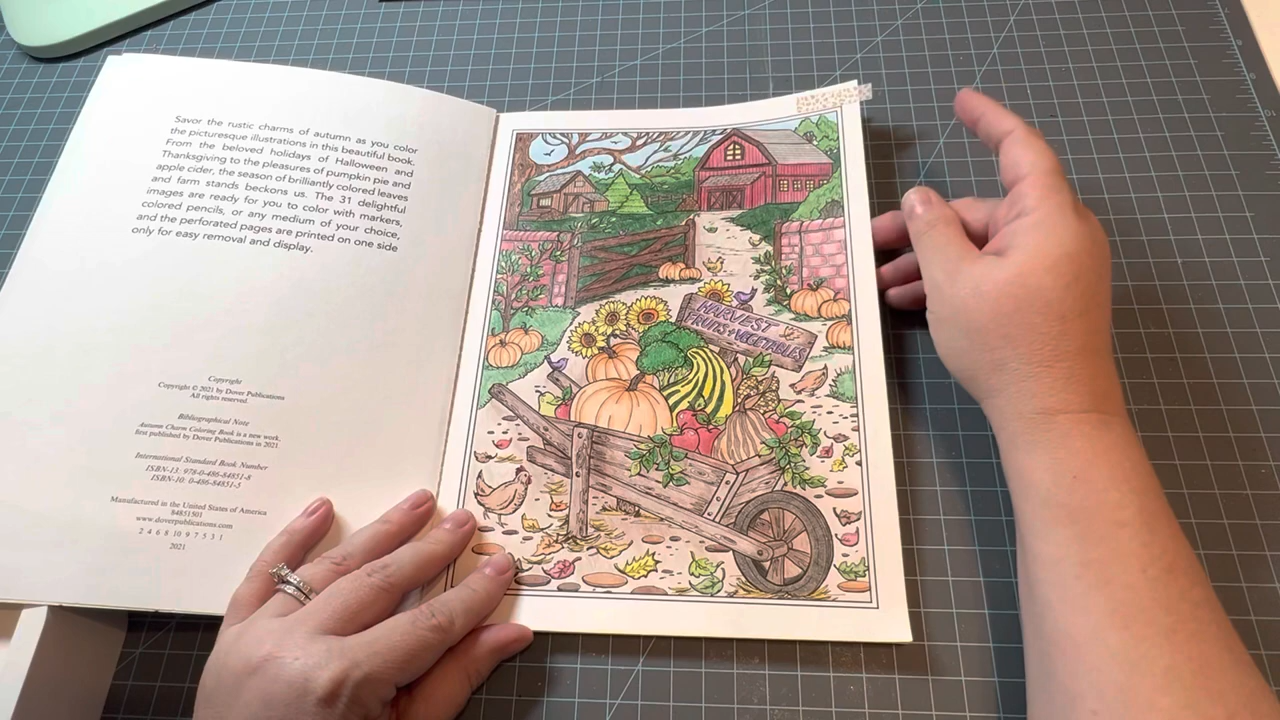 Savor the rustic charms of autumn as you color
the picturesque illustrations in this beautiful book.
From the beloved holidays of Halloween and
Thanksgiving to the pleasures of pumpkin pie and
apple cider, the season of brilliantly colored leaves
and farm stands beckons us. The 31 delightful
images are ready for you to color with markers,
colored pencils, or any medium of your choice,
and the perforated pages are printed on one side
only for easy removal and display.
Copyright
Copyright © 2021 by Dover Publications
All rights reserved.
Bibliographical Note
Autumn Charm Coloring Book is a new work,
first published by Dover Publications in 2021.
International Standard Book Number
ISBN-13: 978-0-486-84851-8
ISBN-10: 0-486-84851-5
Manufactured in the United States of America
84851501
www.doverpublications.com
2 4 6 8 10 9 7 5 3 1
2021
HARVEST
FRUITS + VEGETABLES